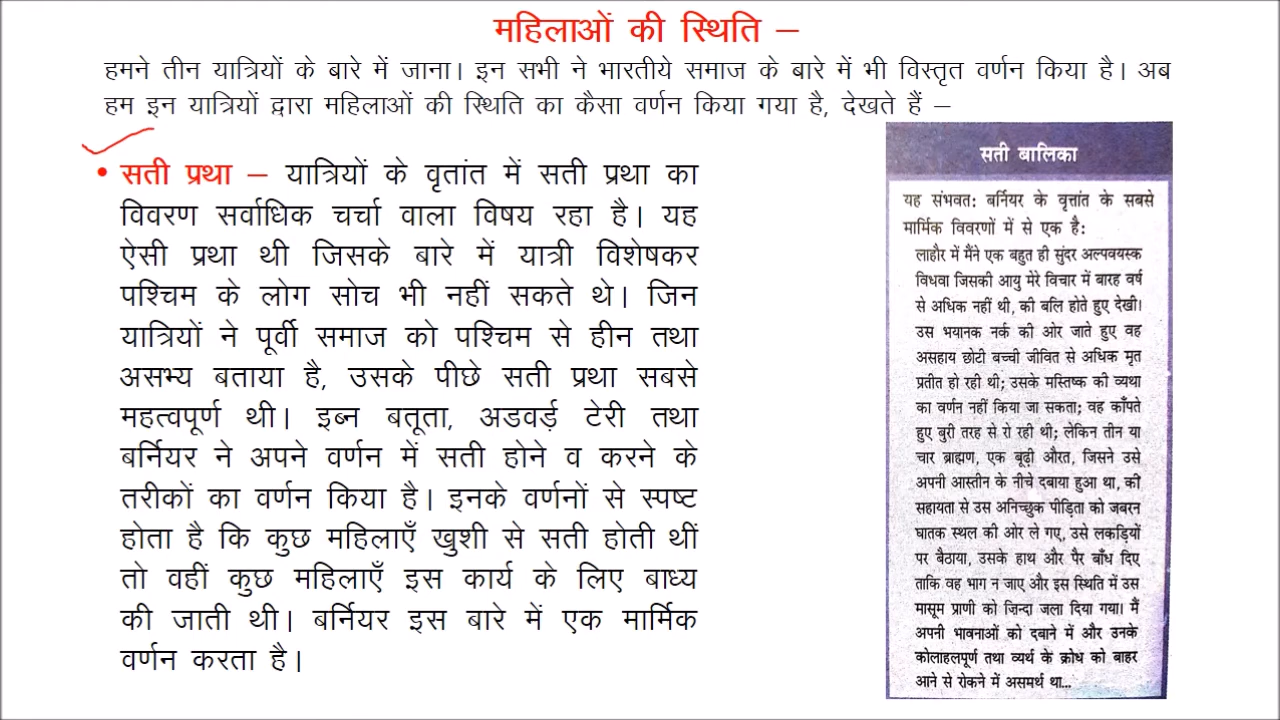 महिलाओं की स्थिति –
हमने तीन यात्रियों के बारे में जाना। इन सभी ने भारतीये समाज के बारे में भी विस्तृत वर्णन किया है। अब
हम इन यात्रियों द्वारा महिलाओं की स्थिति का कैसा वर्णन किया गया है, देखते हैं –
• सती प्रथा – यात्रियों के वृतांत में सती प्रथा का
विवरण सर्वाधिक चर्चा वाला विषय रहा है। यह
ऐसी प्रथा थी जिसके बारे में यात्री विशेषकर
पश्चिम के लोग सोच भी नहीं सकते थे। जिन
यात्रियों ने पूर्वी समाज को पश्चिम से हीन तथा
असभ्य बताया है, उसके पीछे सती प्रथा सबसे
महत्वपूर्ण थी। इब्न बतूता, अडवर्ड़ टेरी तथा
बर्नियर ने अपने वर्णन में सती होने व करने के
तरीकों का वर्णन किया है। इनके वर्णनों से स्पष्ट
होता है कि कुछ महिलाएँ खुशी से सती होती थीं
तो वहीं कुछ महिलाएँ इस कार्य के लिए बाध्य
की जाती थी। बर्नियर इस बारे में एक मार्मिक
वर्णन करता है।
सती बालिका
यह संभवत: बर्नियर के वृत्तांत के सबसे
मार्मिक विवरणों में से एक है:
लाहौर में मैंने एक बहुत ही सुंदर अल्पवयस्क
विधवा जिसकी आयु मेरे विचार में बारह वर्ष
से अधिक नहीं थी, की बलि होते हुए देखी।
उस भयानक नर्क की ओर जाते हुए वह
असहाय छोटी बच्ची जीवित से अधिक मृत
प्रतीत हो रही थी; उसके मस्तिष्क की व्यथा
का वर्णन नहीं किया जा सकता; वह काँपते
हुए बुरी तरह से रो रही थी; लेकिन तीन या
चार ब्राह्मण, एक बूढ़ी औरत, जिसने उसे
अपनी आस्तीन के नीचे दबाया हुआ था, की
सहायता से उस अनिच्छुक पीड़िता को जबरन
घातक स्थल की ओर ले गए, उसे लकड़ियों
पर बैठाया, उसके हाथ और पैर बाँध दिए
ताकि वह भाग न जाए और इस स्थिति में उस
मासूम प्राणी को ज़िन्दा जला दिया गया। मैं
अपनी भावनाओं को दबाने में और उनके
कोलाहलपूर्ण तथा व्यर्थ के क्रोध को बाहर
आने से रोकने में असमर्थ था...